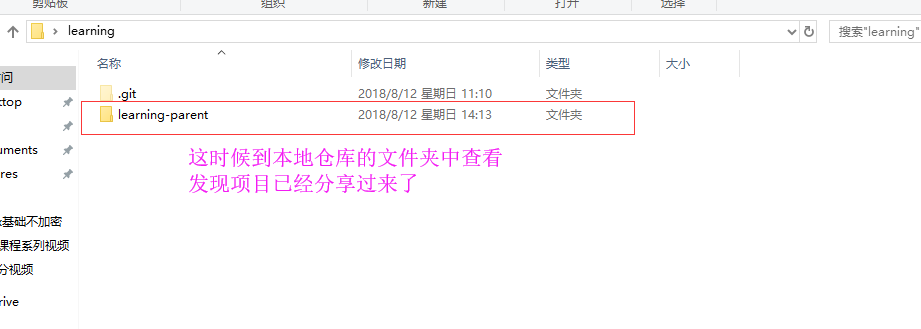 剪贴板 组织 新建 打开 选择
learning 搜索"learning"
名称 修改日期 类型 大小
.git 2018/8/12 星期日 11:10 文件夹
learning-parent 2018/8/12 星期日 14:13 文件夹
这时候到本地仓库的文件夹中查看
发现项目已经分享过来了
问
ktop
uments
res
基础不加密
课程系列视频
分视频
rive